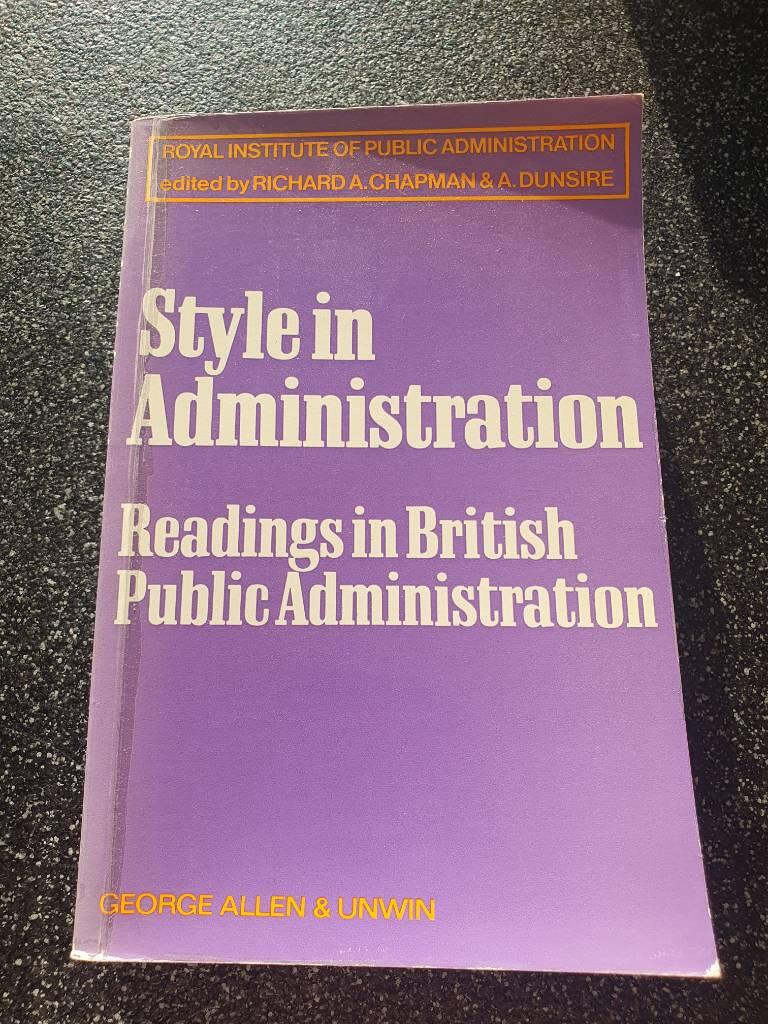 ROYAL INSTITUTE OF PUBLIC ADMINISTRATION
edited by RICHARD A. CHAPMAN & A. DUNSIRE
Style in
Administration
Readings in British
Public Administration
GEORGE ALLEN & UNWIN